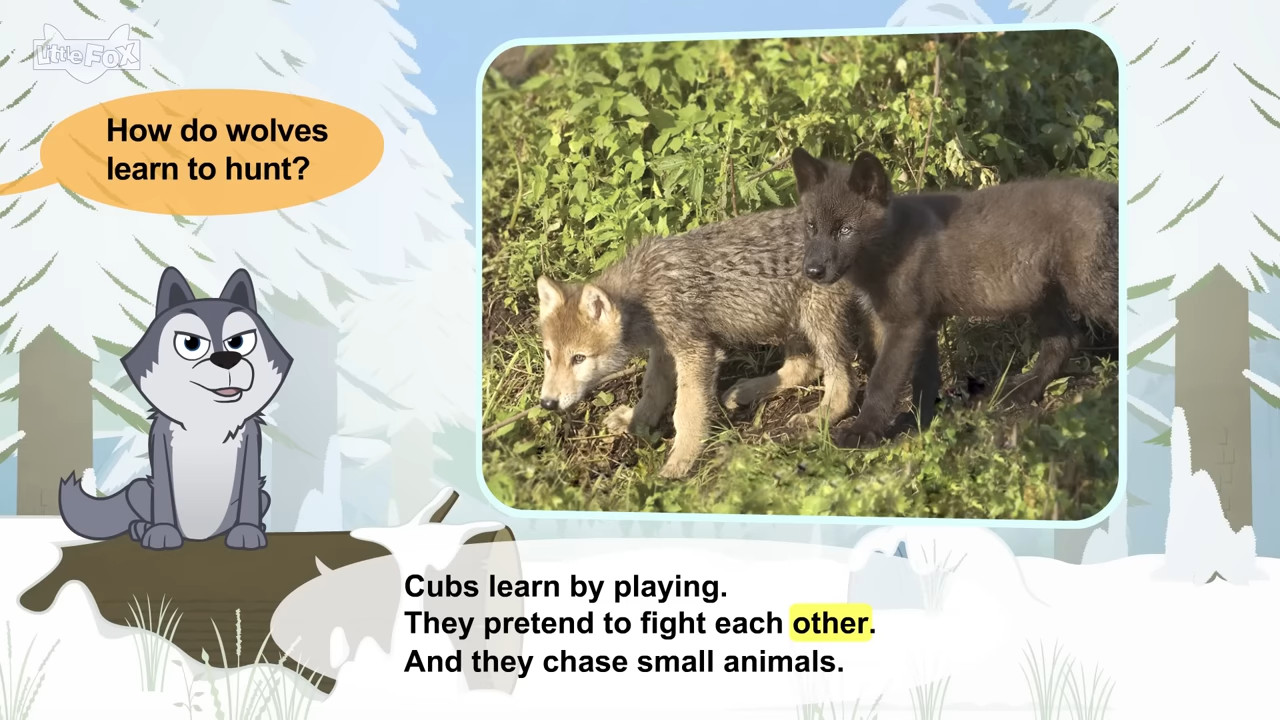 Little Fox
How do wolves
learn to hunt?
Cubs learn by playing.
They pretend to fight each other.
And they chase small animals.